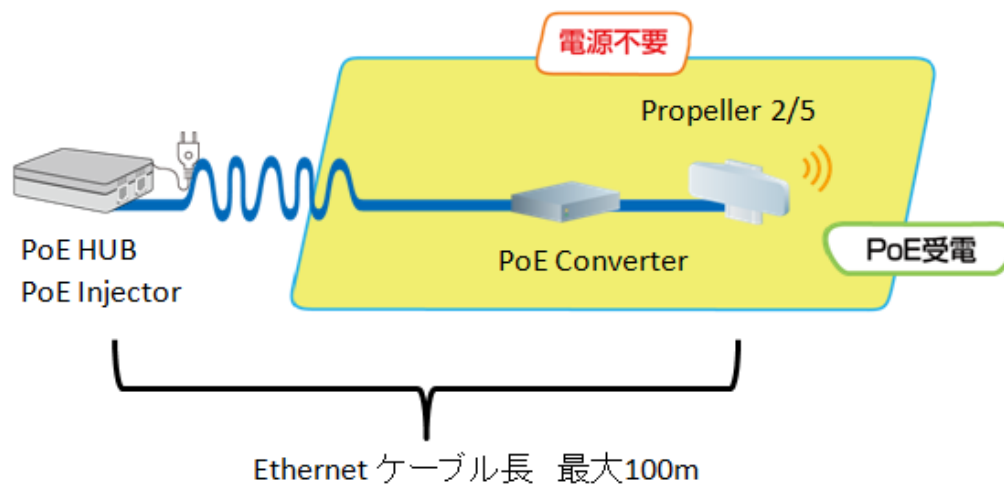 電源不要
Propeller 2/5
PoE HUB
PoE Injector
PoE Converter
PoE受電
Ethernet ケーブル長　最大100m